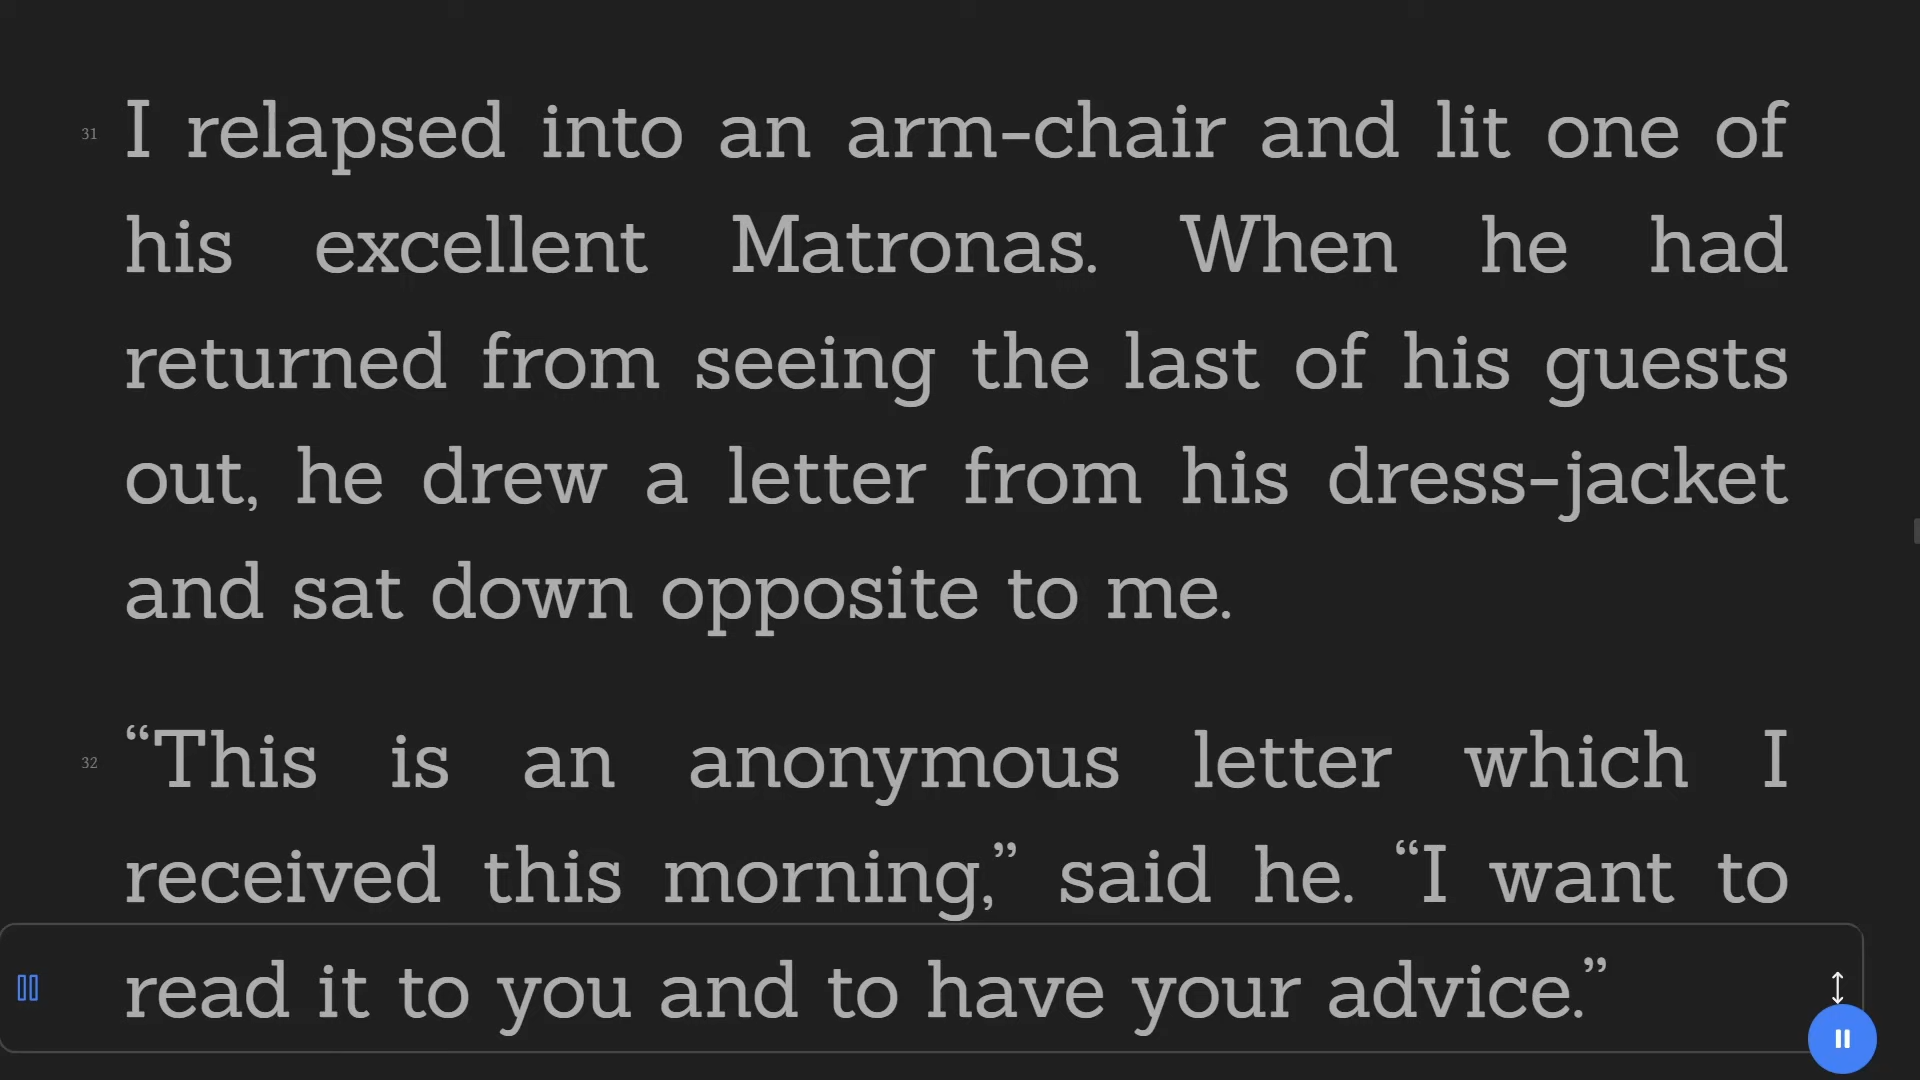 31
I relapsed into an arm-chair and lit one of
his excellent Matronas. When he had
returned from seeing the last of his guests
out, he drew a letter from his dress-jacket
and sat down opposite to me.
32
“This is an anonymous letter which I
received this morning,” said he. “I want to
read it to you and to have your advice.”